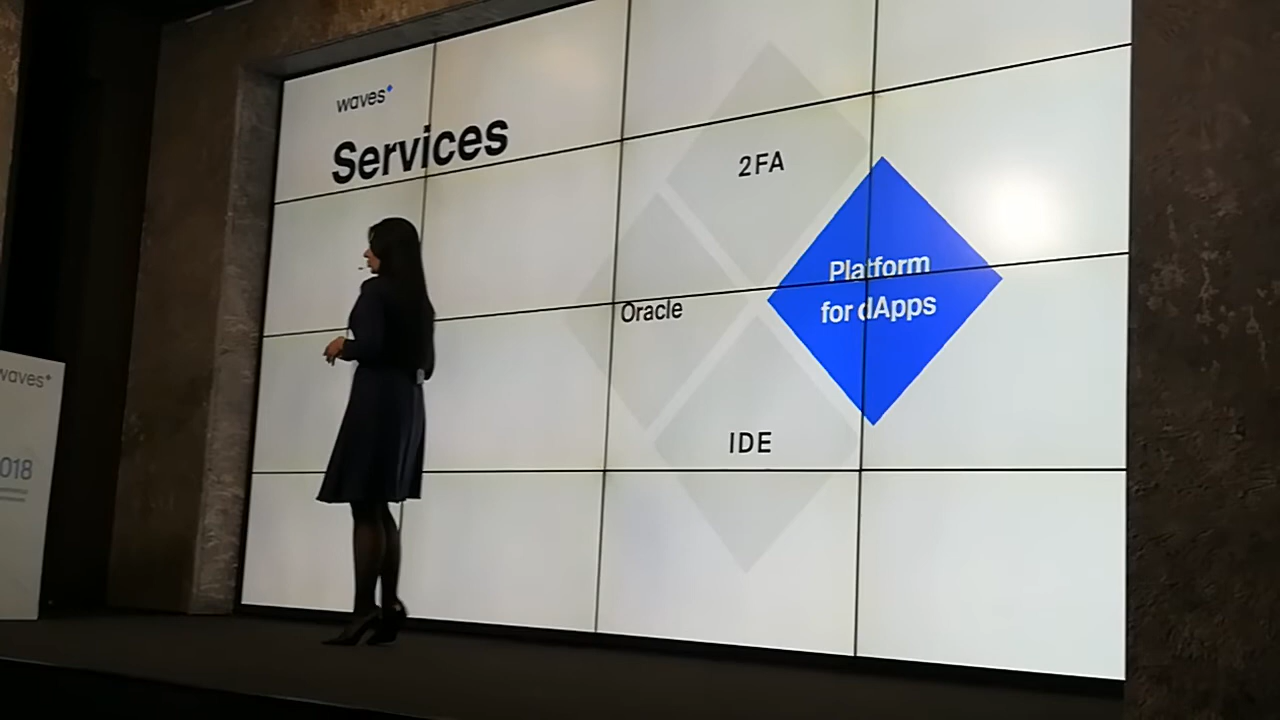 waves
Services
2FA
Platform
for dApps
Oracle
IDE
waves
018